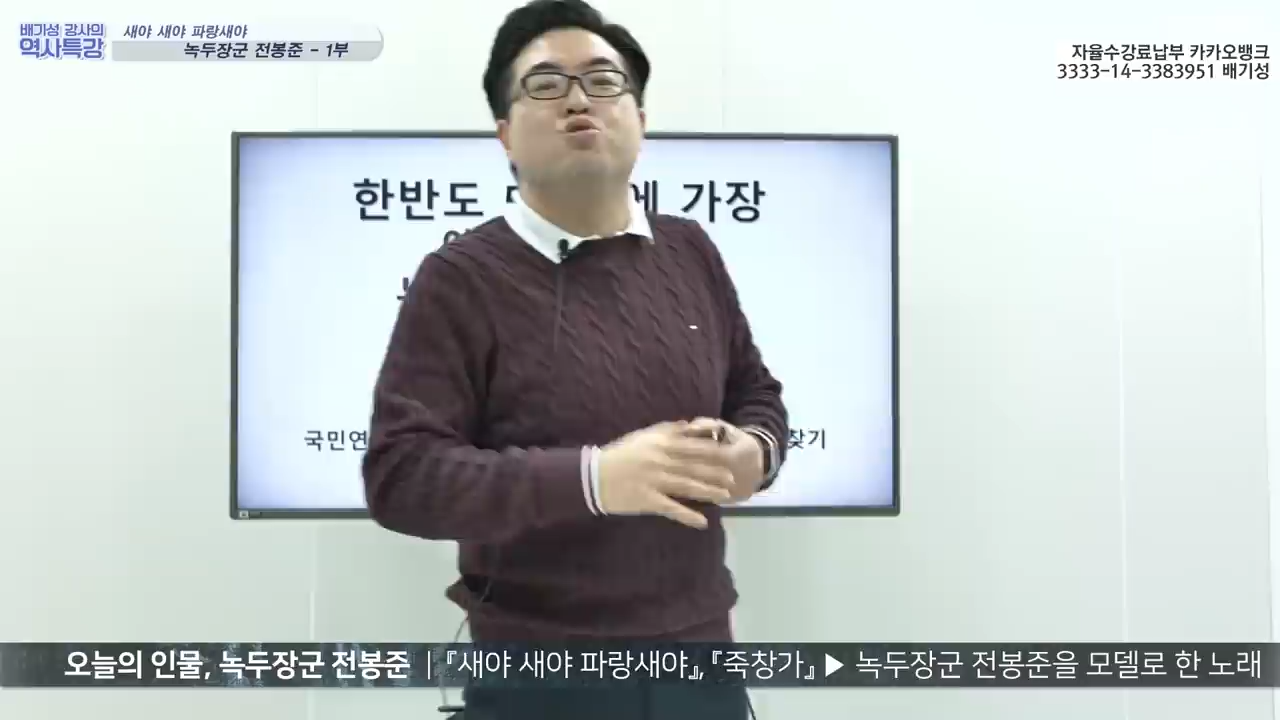 배기성 강사의
역사특강
새야 새야 파랑새야
녹두장군 전봉준 - 1부
자율수강료납부 카카오뱅크
3333-14-3383951 배기성
한반도 에 가장
국민연 찾기
오늘의 인물, 녹두장군 전봉준 | 『새야 새야 파랑새야』, 『죽창가』 ▶ 녹두장군 전봉준을 모델로 한 노래